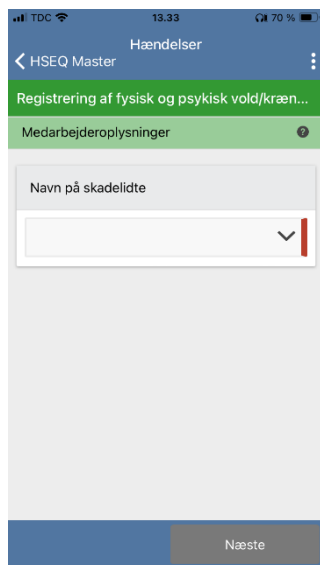 TDC 13.33 70 %
Hændelser
HSEQ Master
Registrering af fysisk og psykisk vold/kræn...
Medarbejderoplysninger ?
Navn på skadelidte
Næste